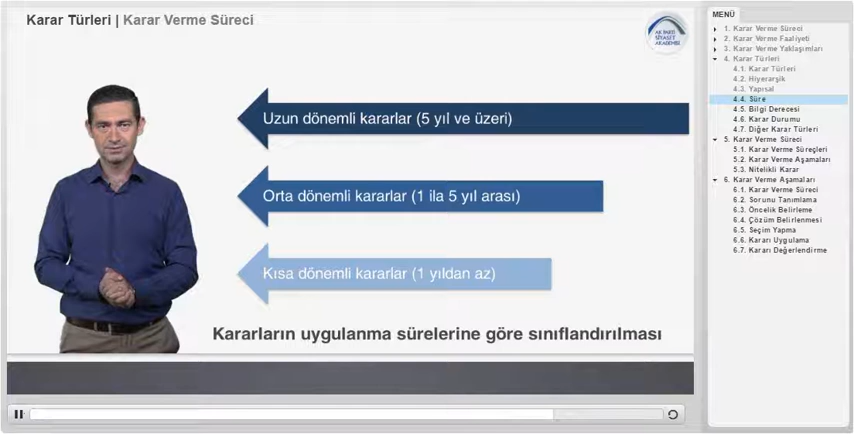 Karar Türleri | Karar Verme Süreci
AK PARTİ
SİYASET
AKADEMİSİ
Uzun dönemli kararlar (5 yıl ve üzeri)
Orta dönemli kararlar (1 ila 5 yıl arası)
Kısa dönemli kararlar (1 yıldan az)
Kararların uygulanma sürelerine göre sınıflandırılması
MENÜ
1. Karar Verme Süreci
2. Karar Verme Faaliyeti
3. Karar Verme Yaklaşımları
4. Karar Türleri
4.1. Karar Türleri
4.2. Hiyerarşik
4.3. Yapısal
4.4. Süre
4.5. Bilgi Derecesi
4.6. Karar Durumu
4.7. Diğer Karar Türleri
5. Karar Verme Süreci
5.1. Karar Verme Süreçleri
5.2. Karar Verme Aşamaları
5.3. Nitelikli Karar
6. Karar Verme Aşamaları
6.1. Karar Verme Süreci
6.2. Sorunu Tanımlama
6.3. Öncelik Belirleme
6.4. Çözüm Belirlenmesi
6.5. Seçim Yapma
6.6. Kararı Uygulama
6.7. Kararı Değerlendirme